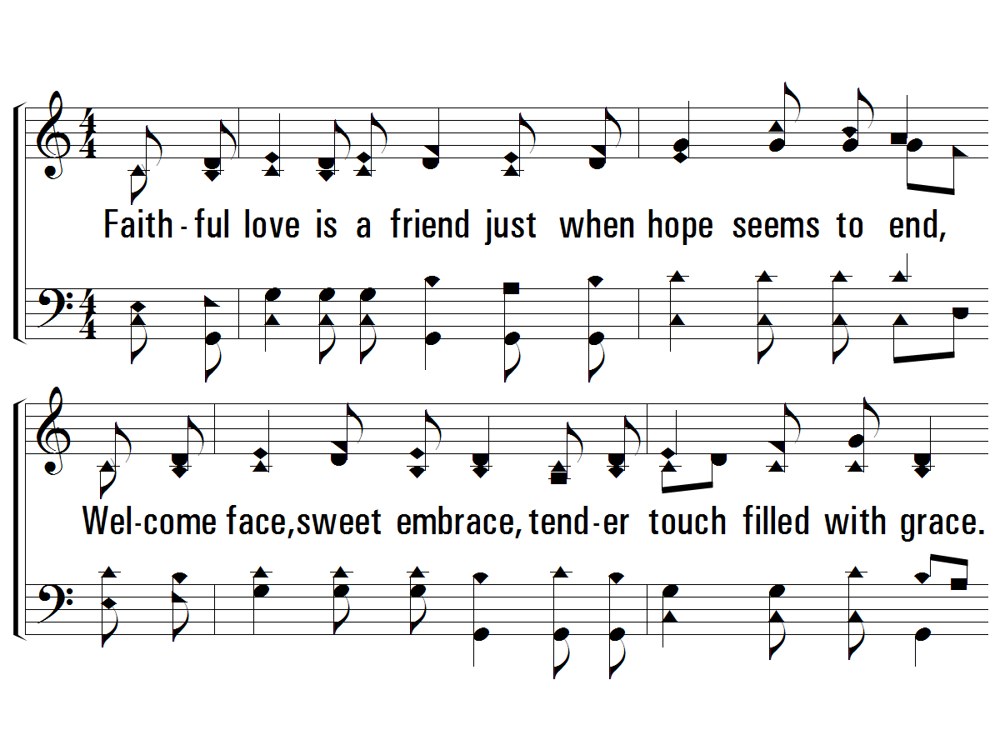 Faith-ful love is a friend just when hope seems to end,
Wel-come face,sweet embrace, tend-er touch filled with grace.